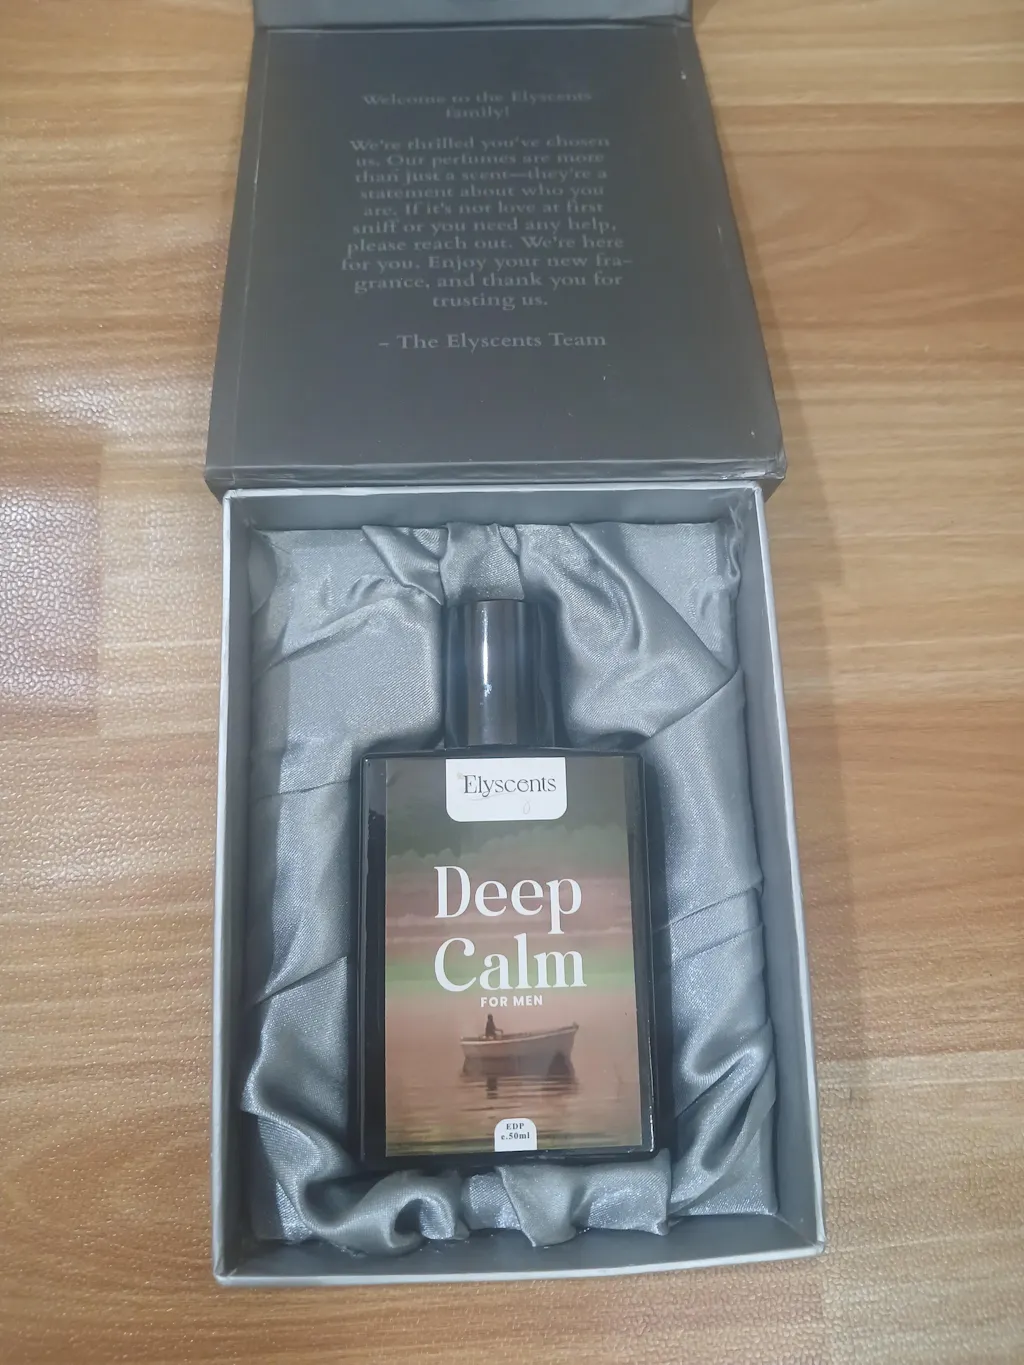 Welcome to the Elyscents
family!
We're thrilled you've chosen
us. Our perfumes are more
than just a scent—they're a
statement about who you
are. If it's not love at first
sniff or you need any help,
please reach out. We're here
for you. Enjoy your new fra-
grance, and thank you for
trusting us.
- The Elyscents Team
Elyscents
Deep
Calm
FOR MEN
EDP
e.50ml